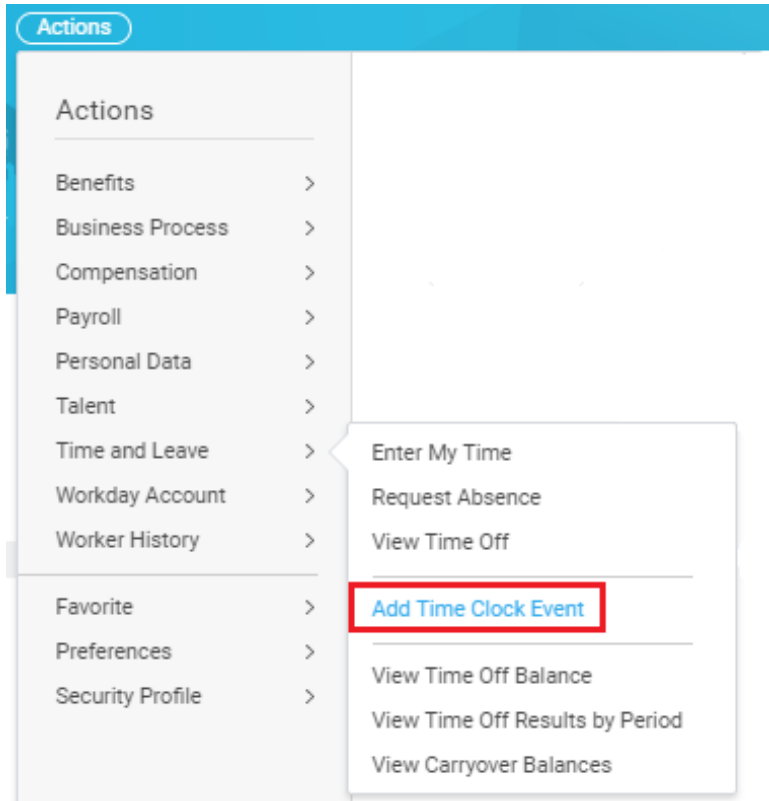 Actions
Actions
Benefits
Business Process
Compensation
Payroll
Personal Data
Talent
Time and Leave
Workday Account
Worker History
Favorite
Preferences
Security Profile
Enter My Time
Request Absence
View Time Off
Add Time Clock Event
View Time Off Balance
View Time Off Results by Period
View Carryover Balances